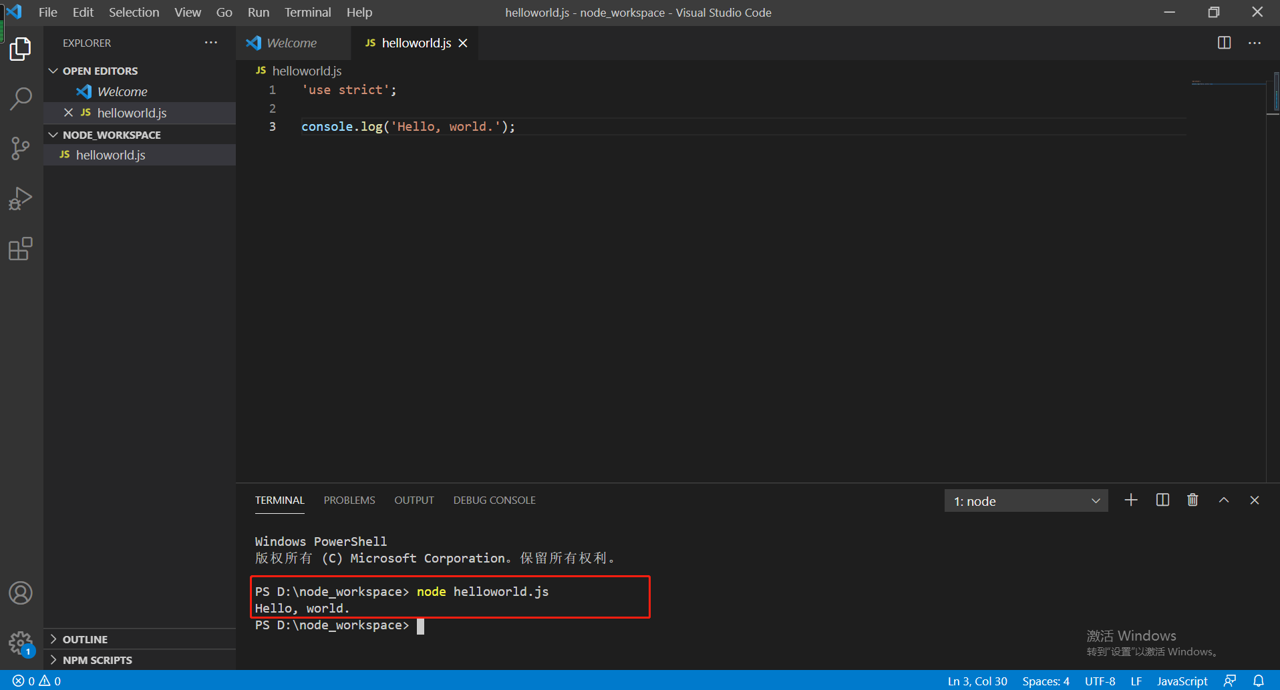 File Edit Selection View Go Run Terminal Help
helloworld.js - node_workspace - Visual Studio Code
EXPLORER
OPEN EDITORS
Welcome
JS helloworld.js
NODE_WORKSPACE
JS helloworld.js
OUTLINE
NPM SCRIPTS
Welcome
JS helloworld.js
JS helloworld.js
1 'use strict';
2
3 console.log('Hello, world.');
TERMINAL PROBLEMS OUTPUT DEBUG CONSOLE
1: node
Windows PowerShell
版权所有 (C) Microsoft Corporation。保留所有权利。
PS D:\node_workspace> node helloworld.js
Hello, world.
PS D:\node_workspace>
激活 Windows
转到"设置"以激活 Windows。
1
0 0
Ln 3, Col 30 Spaces: 4 UTF-8 LF JavaScript